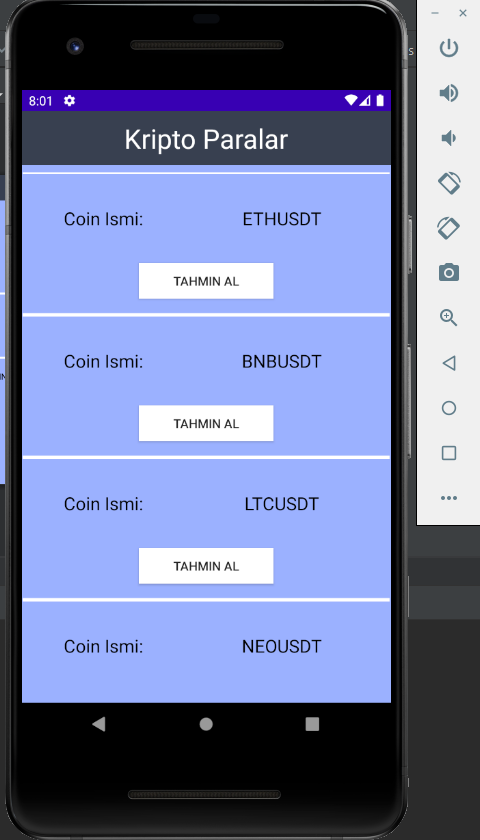 8:01
Kripto Paralar
Coin Ismi: ETHUSDT
TAHMIN AL
Coin Ismi: BNBUSDT
TAHMIN AL
Coin Ismi: LTCUSDT
TAHMIN AL
Coin Ismi: NEOUSDT